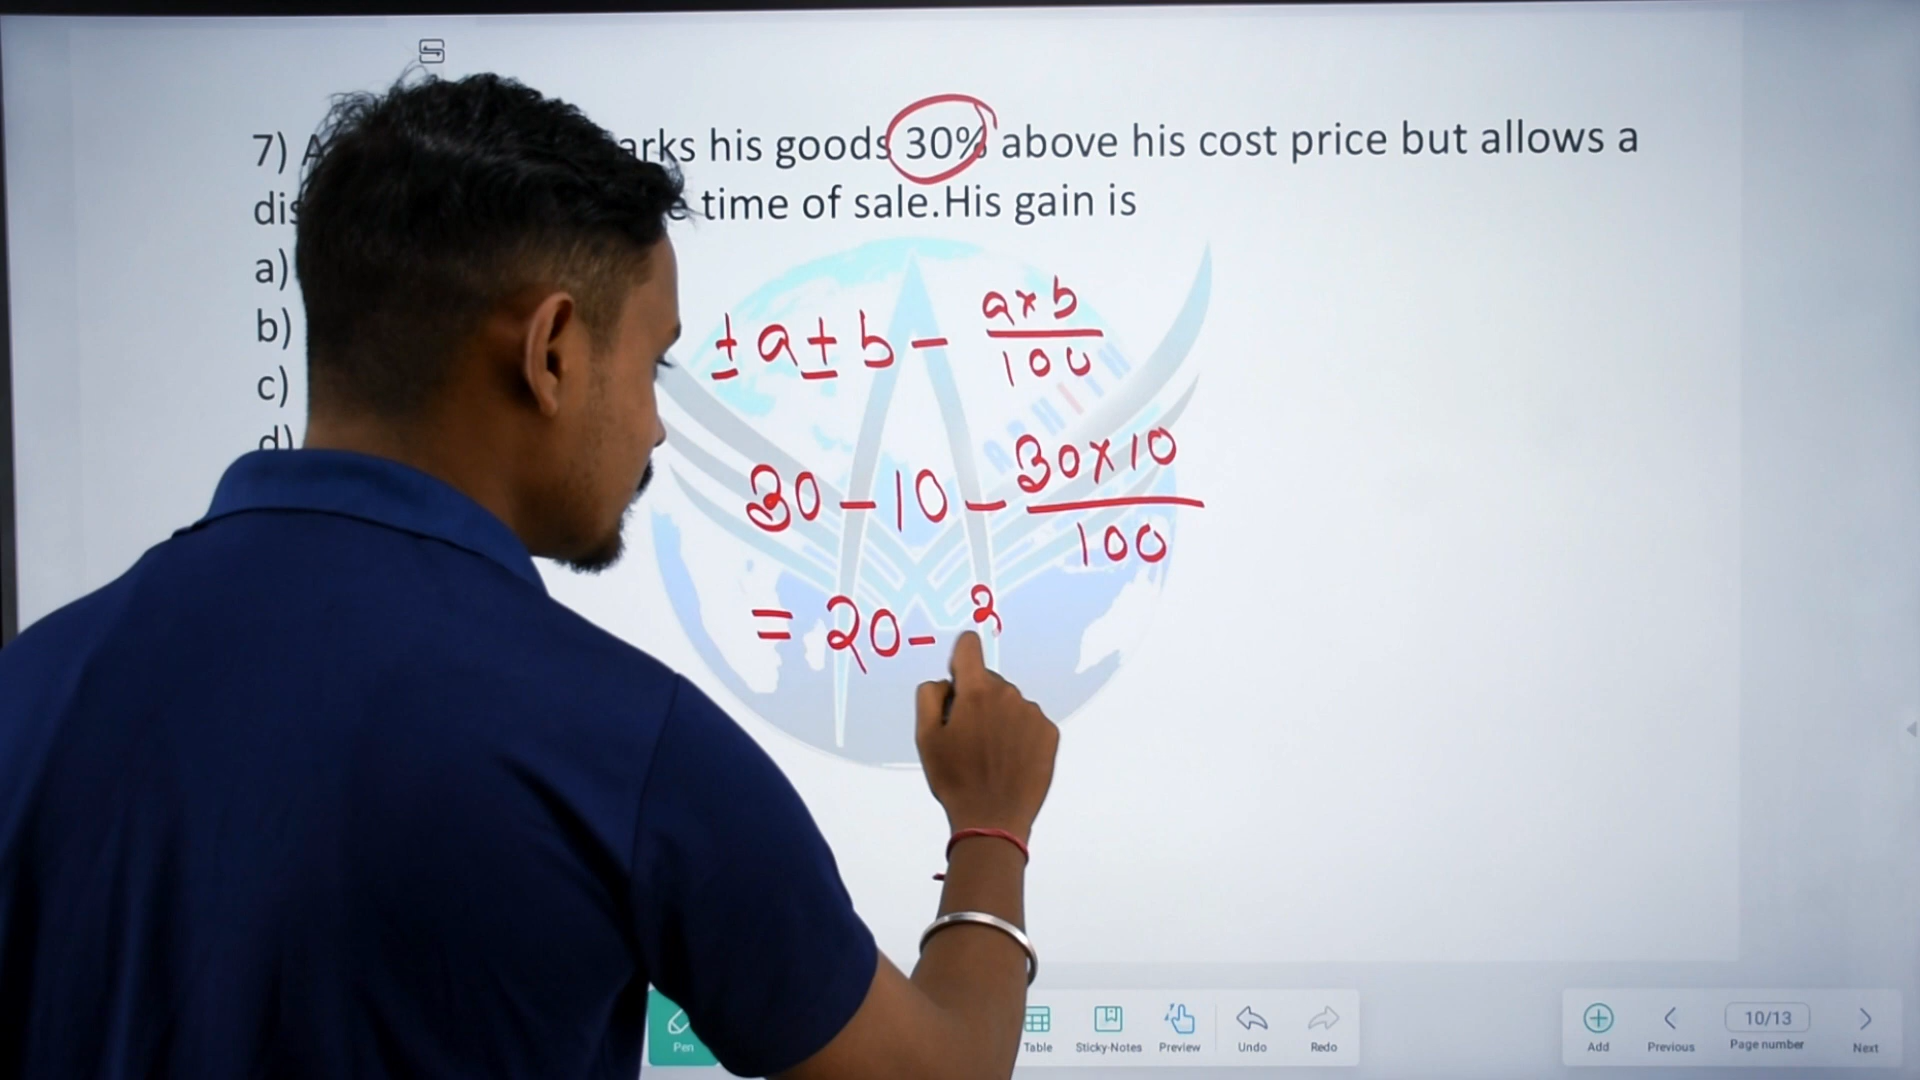 7) A arks his goods 30% above his cost price but allows a
dis e time of sale.His gain is
a)
b)
c)
d)
± a ± b - a×b
100
30 - 10 - 30×10
100
= 20 - 3
Pen Table Sticky-Notes Preview Undo Redo Add Previous 10/13 Page number Next